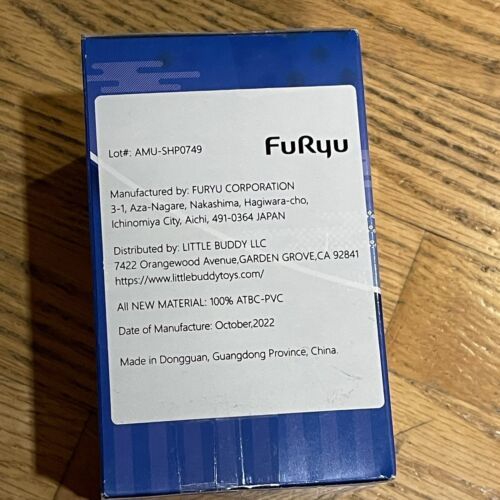 Lot#: AMU-SHP0749
FuRyu
Manufactured by: FURYU CORPORATION
3-1, Aza-Nagare, Nakashima, Hagiwara-cho,
Ichinomiya City, Aichi, 491-0364 JAPAN
Distributed by: LITTLE BUDDY LLC
7422 Orangewood Avenue,GARDEN GROVE,CA 92841
https://www.littlebuddytoys.com/
All NEW MATERIAL: 100% ATBC-PVC
Date of Manufacture: October,2022
Made in Dongguan, Guangdong Province, China.